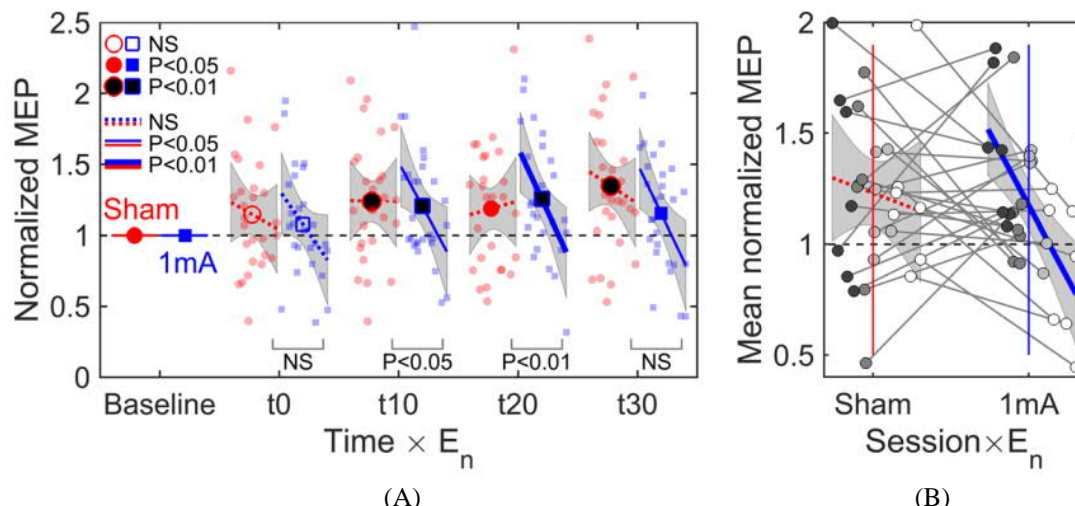 Normalized MEP
2.5
2
1.5
1
0.5
0
NS
P<0.05
P<0.01
NS
P<0.05
P<0.01
Sham
1mA
NS
P<0.05
P<0.01
NS
Baseline
t0
t10
t20
t30
Time × Eₙ
(A)
Mean normalized MEP
2
1.5
1
0.5
Sham
1mA
Session×Eₙ
(B)